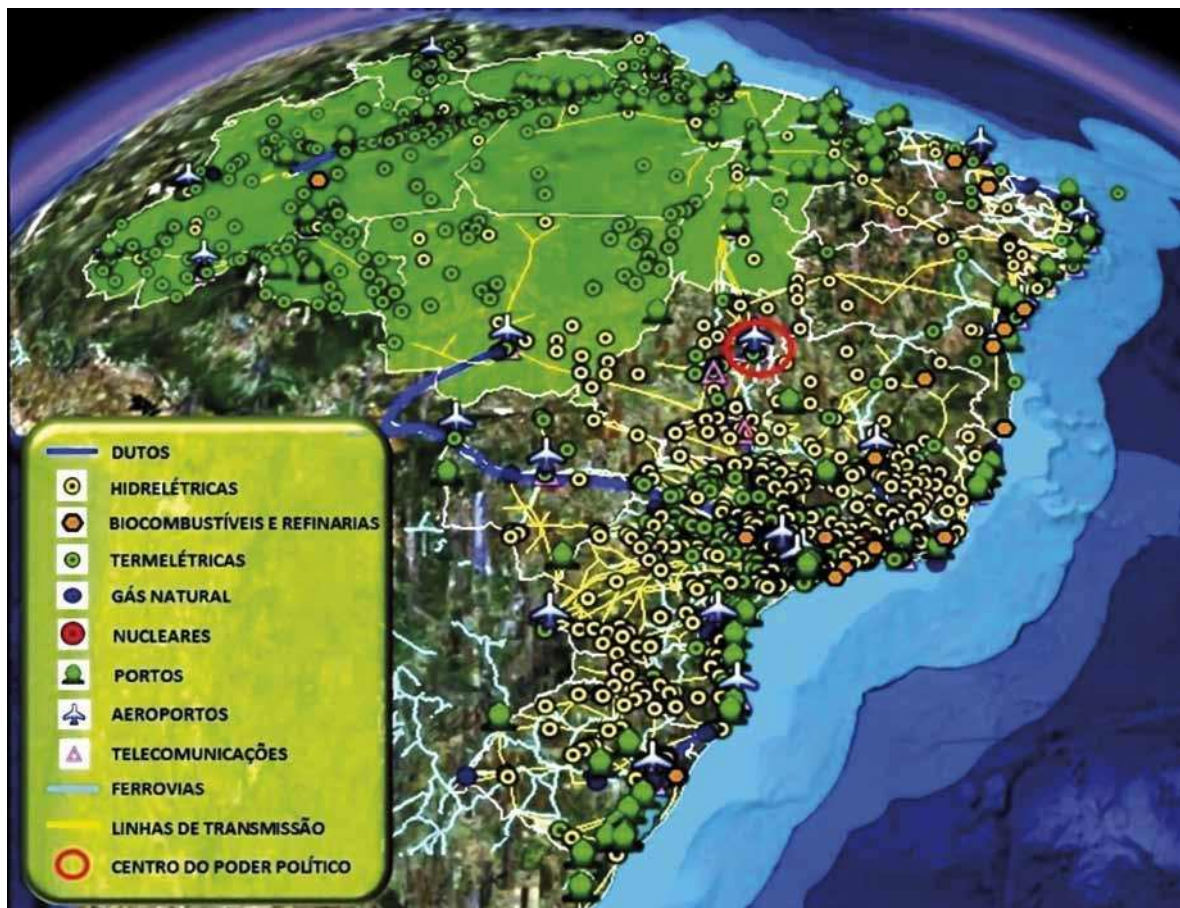 DUTOS
HIDRELÉTRICAS
BIOCOMBUSTÍVEIS E REFINARIAS
TERMELÉTRICAS
GÁS NATURAL
NUCLEARES
PORTOS
AEROPORTOS
TELECOMUNICAÇÕES
FERROVIAS
LINHAS DE TRANSMISSÃO
CENTRO DO PODER POLÍTICO